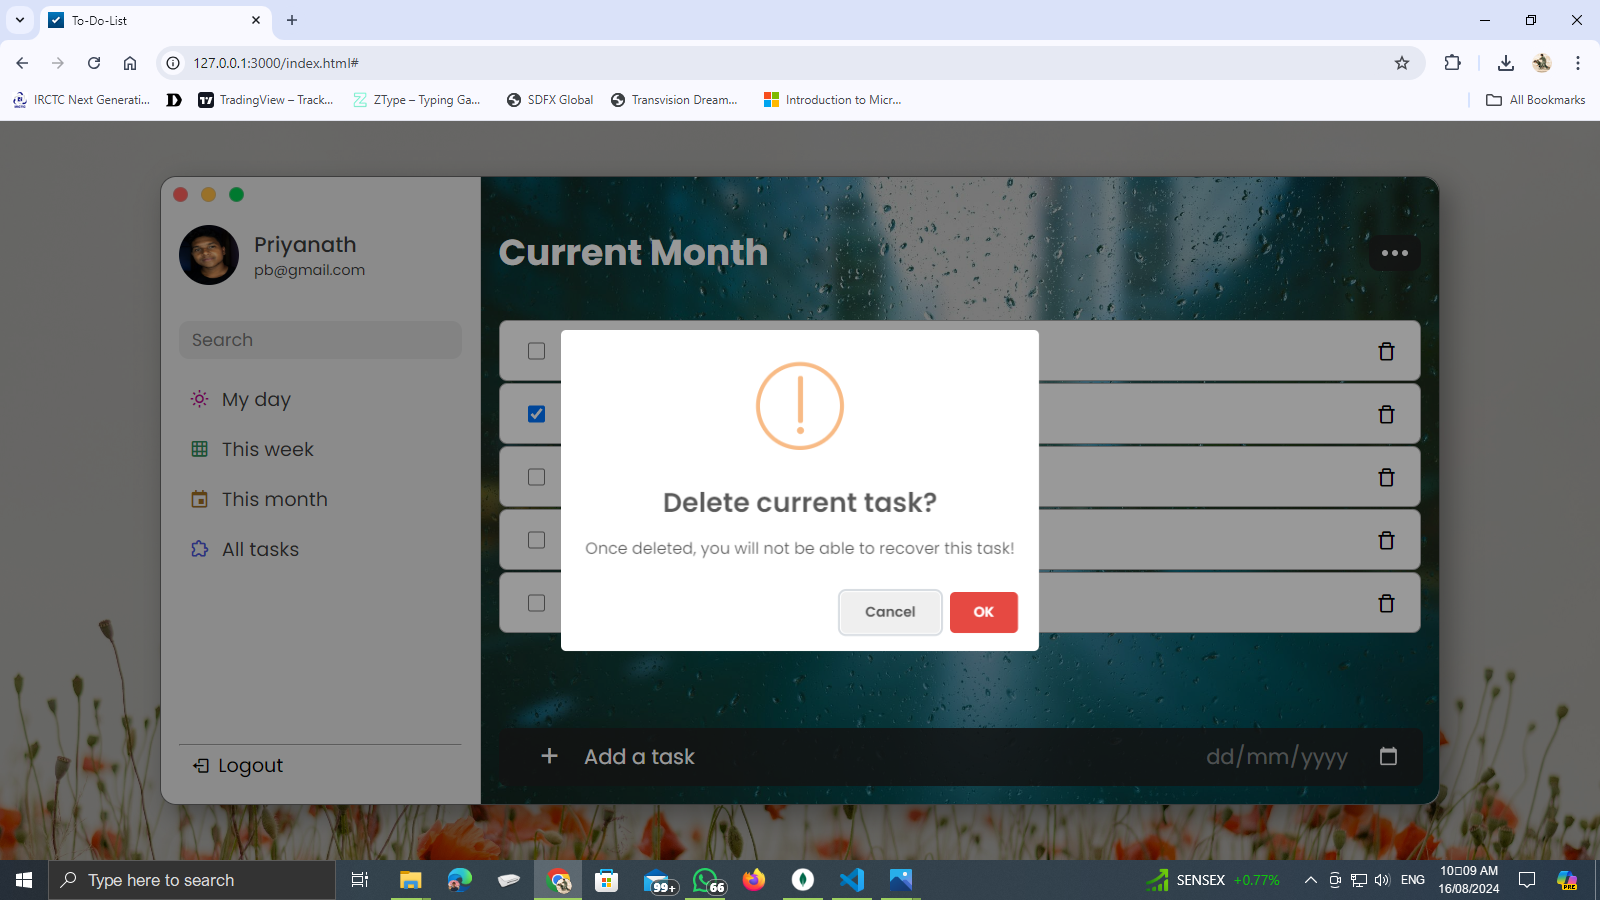 To-Do-List
127.0.0.1:3000/index.html#
IRCTC Next Generati...
TradingView – Track...
ZType – Typing Ga...
SDFX Global
Transvision Dream...
Introduction to Micr...
All Bookmarks
Priyanath
pb@gmail.com
Search
My day
This week
This month
All tasks
Logout
Current Month
Delete current task?
Once deleted, you will not be able to recover this task!
Cancel
OK
Add a task
dd/mm/yyyy
Type here to search
99+
66
SENSEX +0.77%
ENG
10▯09 AM
16/08/2024
PRE